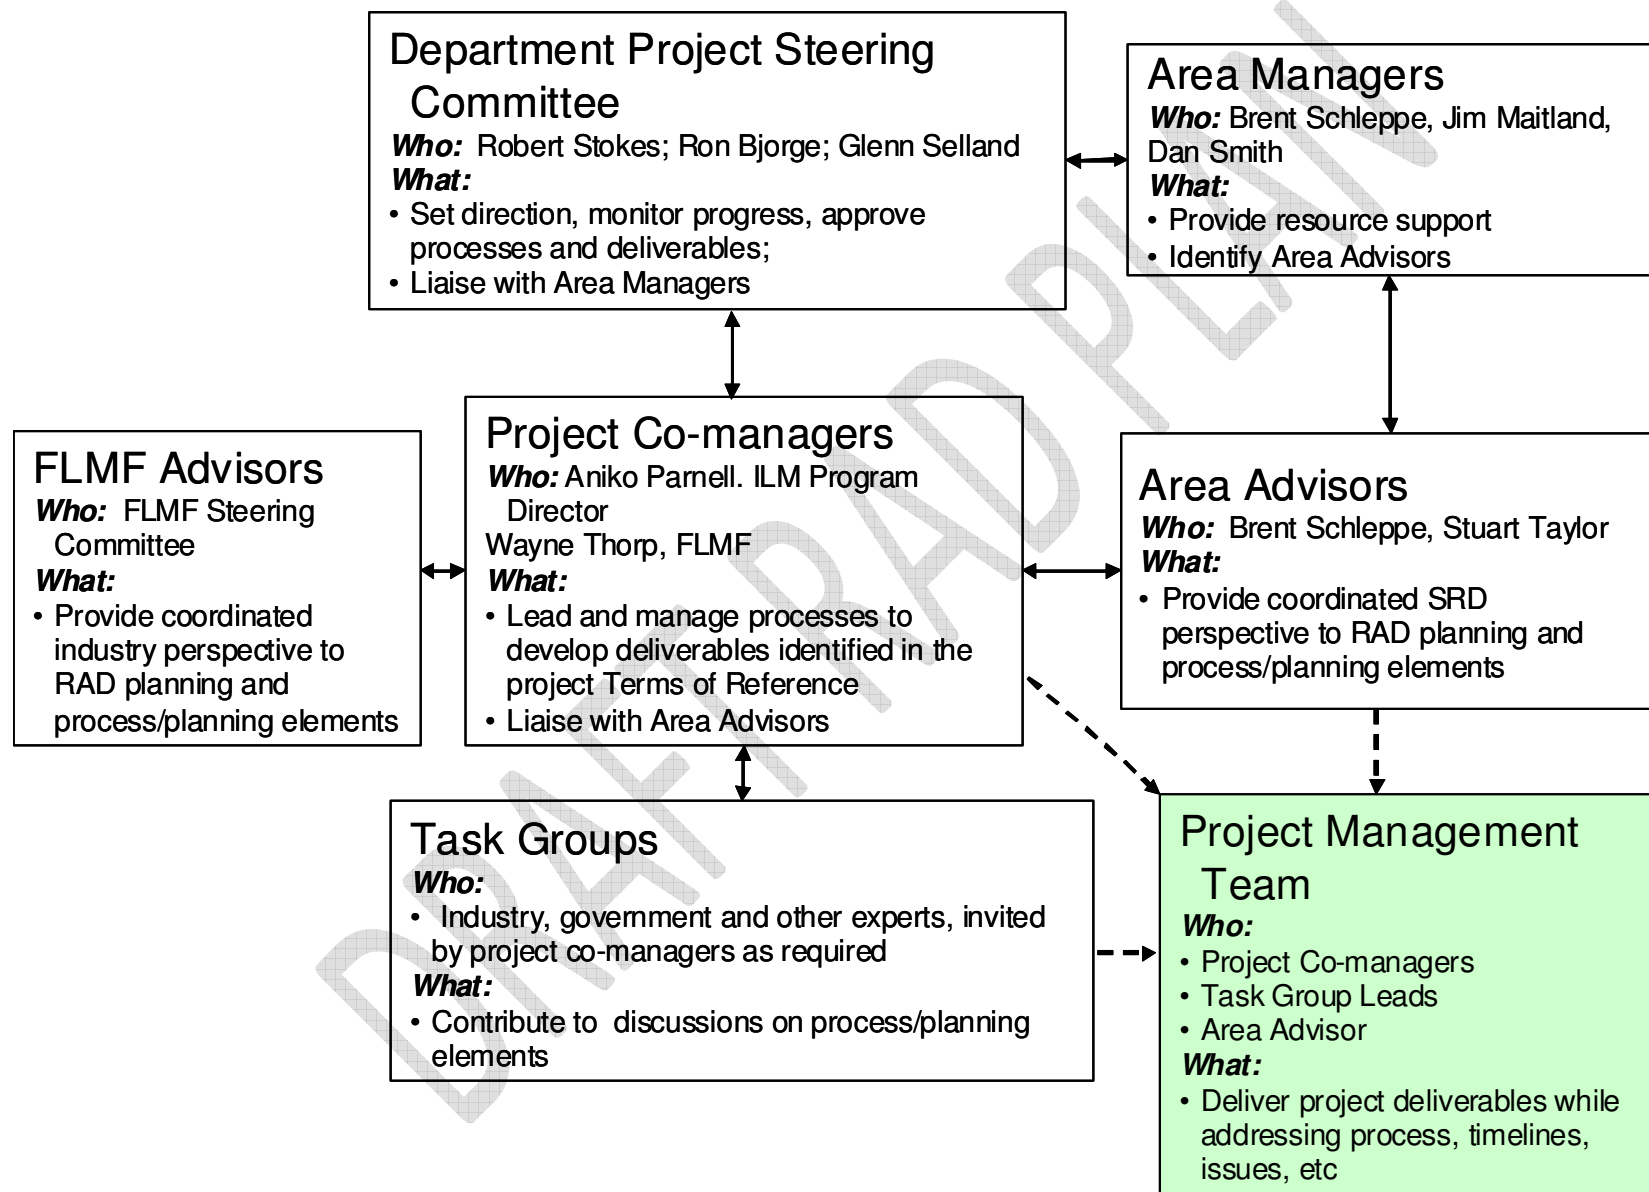 Department Project Steering
Committee
Who: Robert Stokes; Ron Bjorge; Glenn Selland
What:
• Set direction, monitor progress, approve
processes and deliverables;
• Liaise with Area Managers
Area Managers
Who: Brent Schleppe, Jim Maitland,
Dan Smith
What:
• Provide resource support
• Identify Area Advisors
FLMF Advisors
Who: FLMF Steering
Committee
What:
• Provide coordinated
industry perspective to
RAD planning and
process/planning elements
Project Co-managers
Who: Aniko Parnell. ILM Program
Director
Wayne Thorp, FLMF
What:
• Lead and manage processes to
develop deliverables identified in the
project Terms of Reference
• Liaise with Area Advisors
Area Advisors
Who: Brent Schleppe, Stuart Taylor
What:
• Provide coordinated SRD
perspective to RAD planning and
process/planning elements
Task Groups
Who:
• Industry, government and other experts, invited
by project co-managers as required
What:
• Contribute to discussions on process/planning
elements
Project Management
Team
Who:
• Project Co-managers
• Task Group Leads
• Area Advisor
What:
• Deliver project deliverables while
addressing process, timelines,
issues, etc
DRAFT RAD PLAN